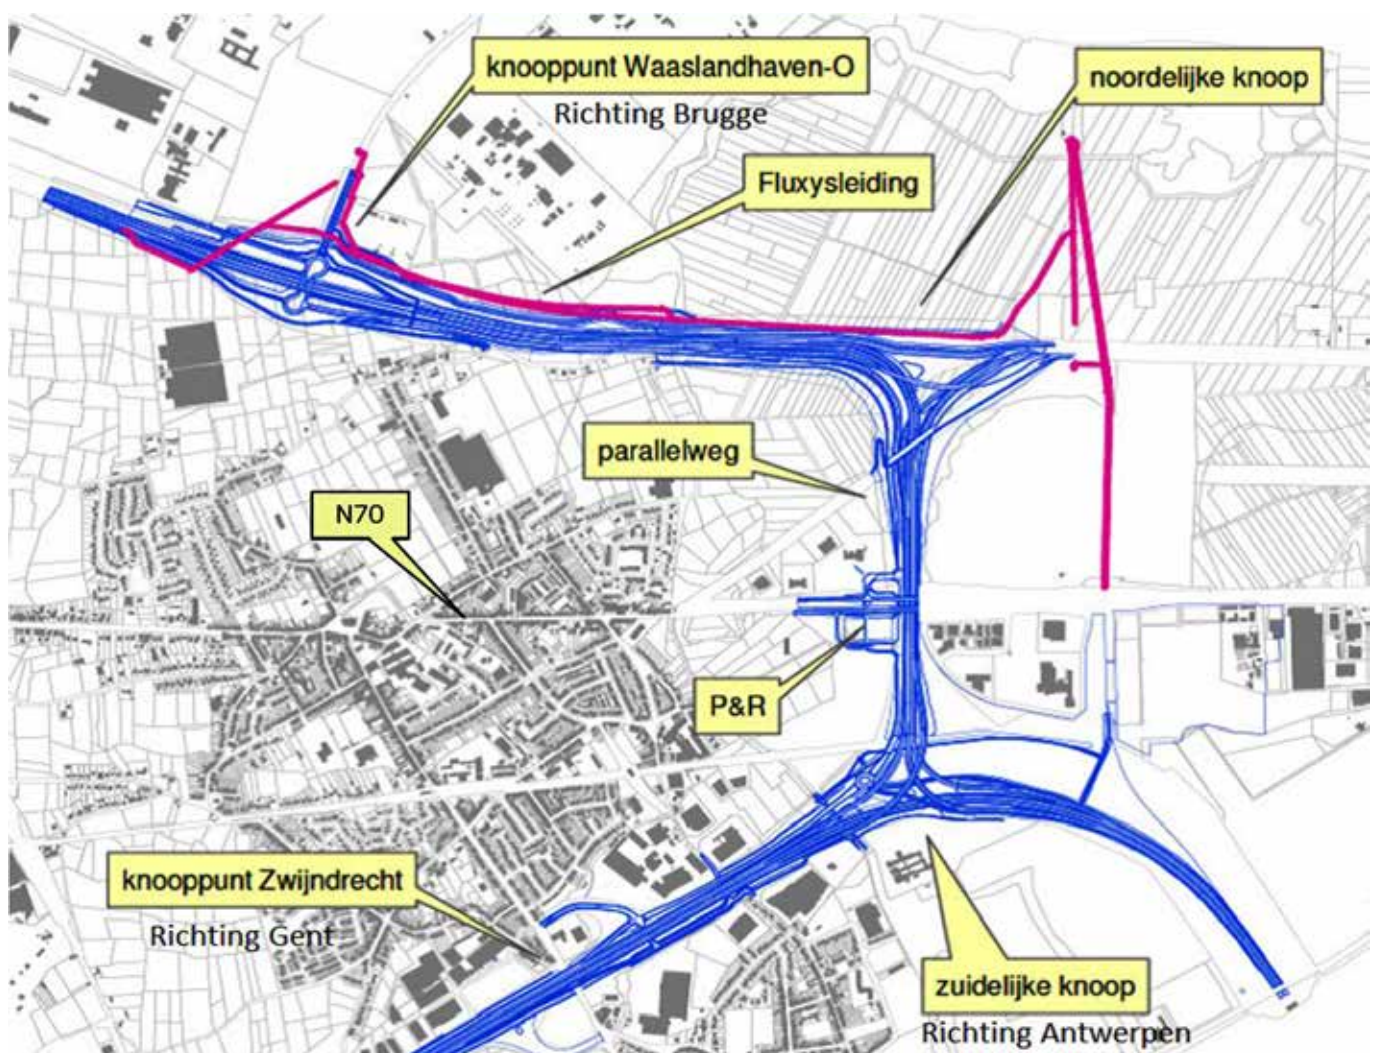 knooppunt Waaslandhaven-O
Richting Brugge
noordelijke knoop
Fluxysleiding
parallelweg
N70
P&R
knooppunt Zwijndrecht
Richting Gent
zuidelijke knoop
Richting Antwerpen